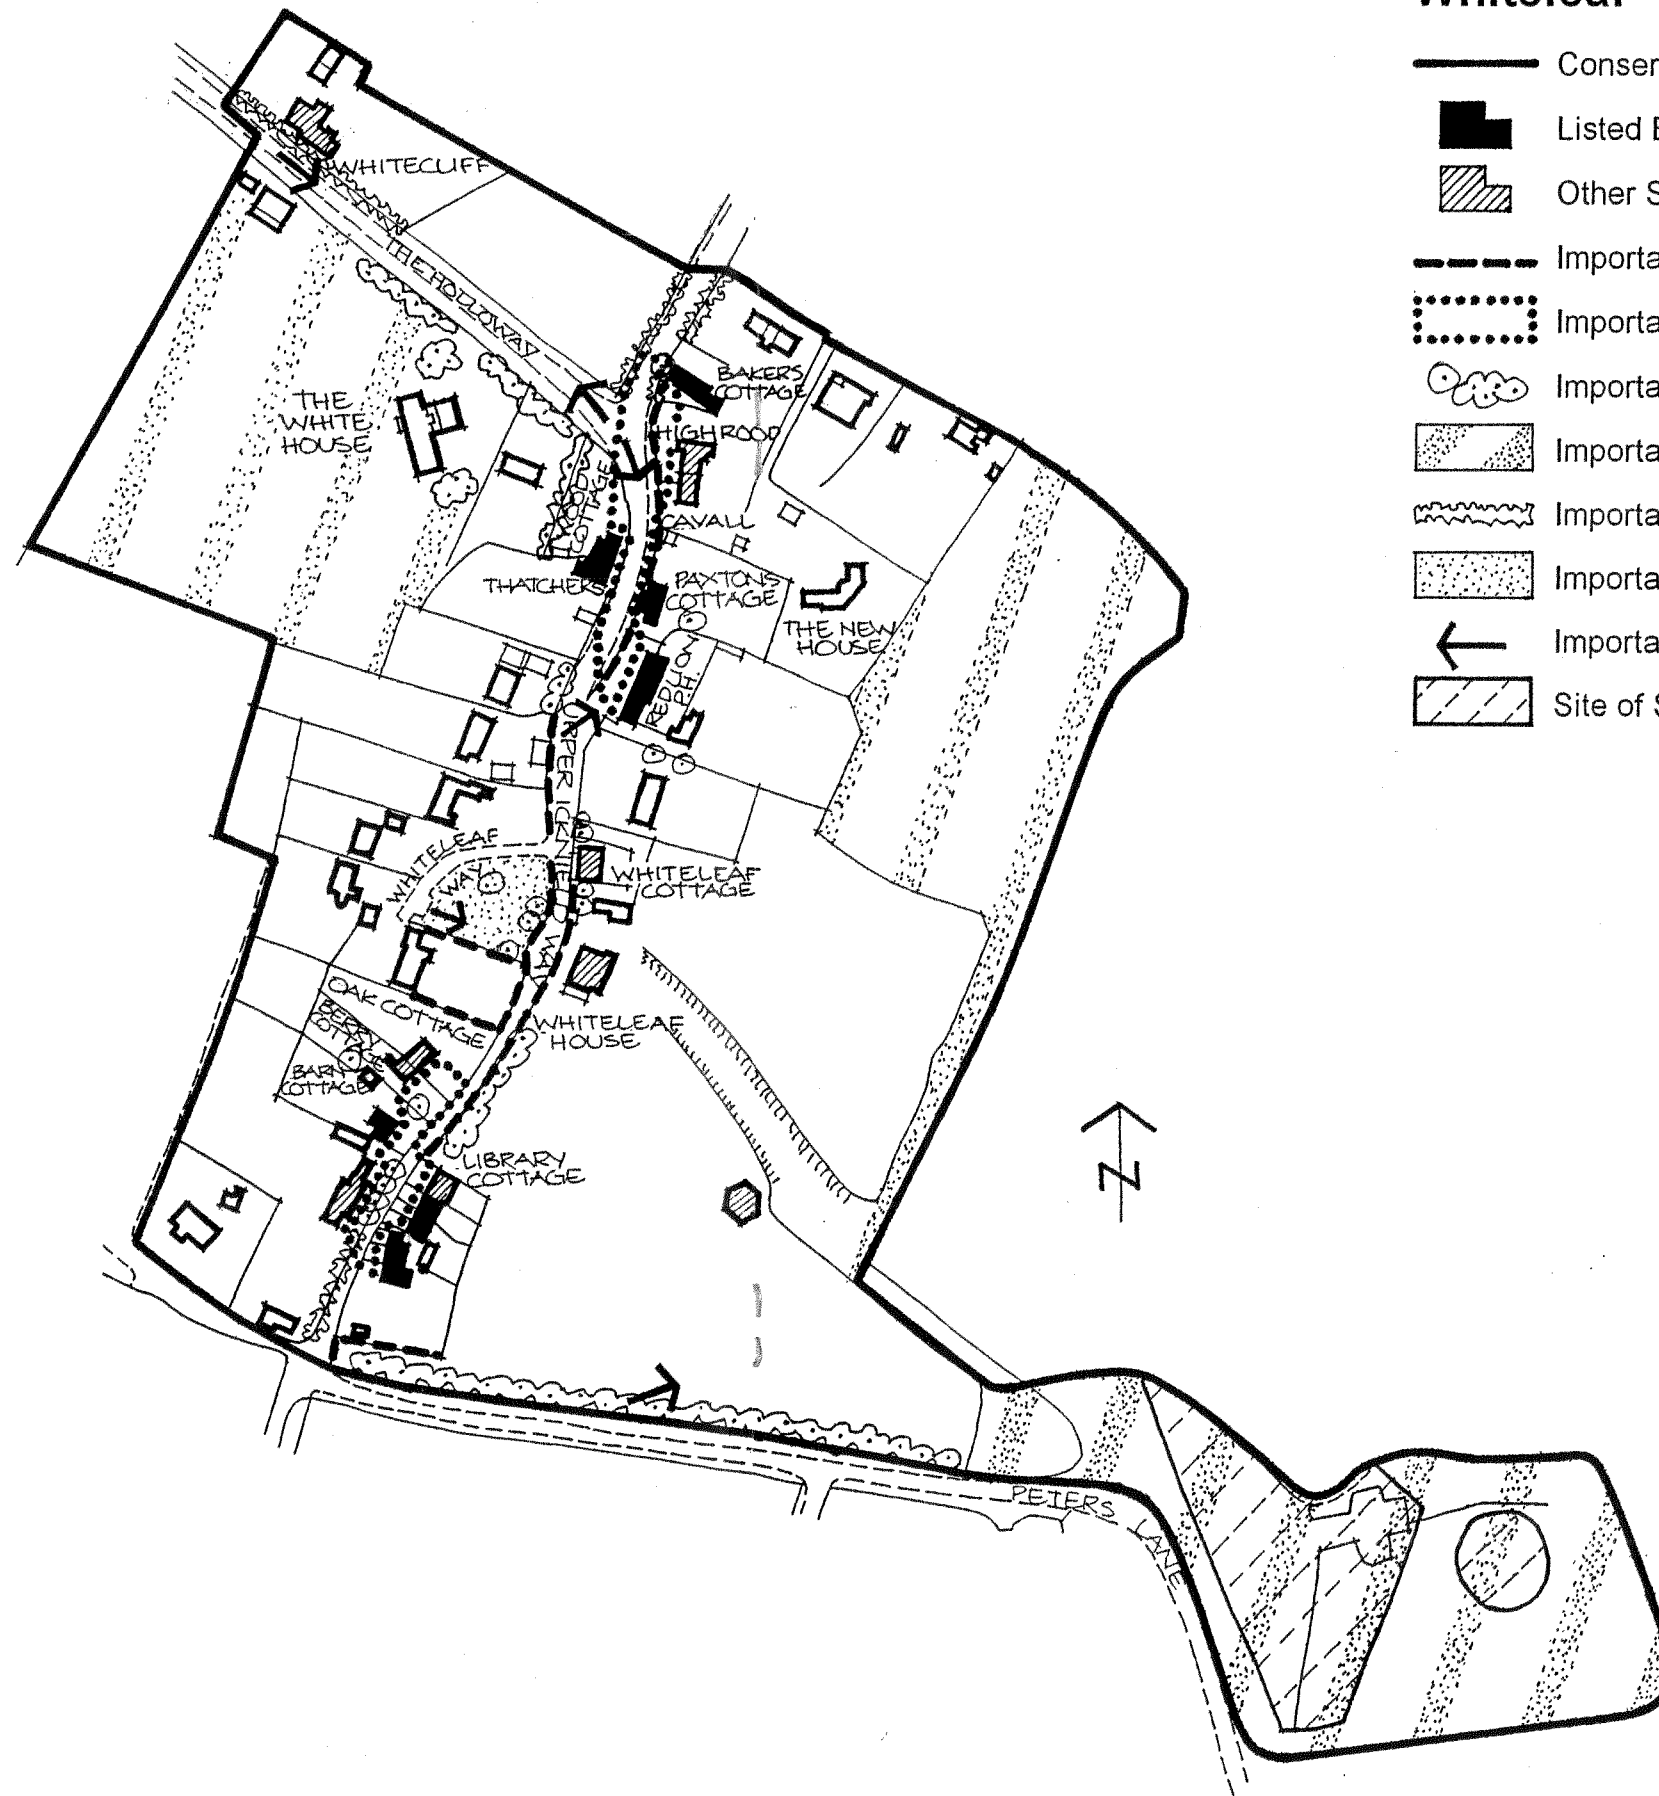 Whiteleaf
Conser
Listed B
Other S
Importa
Importa
Importa
Importa
Importa
Importa
Importa
Site of S
WHITECLIFF
THE HOLLOWAY
THE
WHITE
HOUSE
BAKERS
COTTAGE
HIGHROOD
COTTAGE
CAVALL
THATCHERS
PAXTONS
COTTAGE
THE NEW
HOUSE
RED LION
P.H.
UPPER ICKNIELD WAY
WHITELEAF
WAY
WHITELEAF
COTTAGE
OAK COTTAGE
BERRY
COTTAGE
BARN
COTTAGE
WHITELEAF
HOUSE
LIBRARY
COTTAGE
N
PETERS LANE